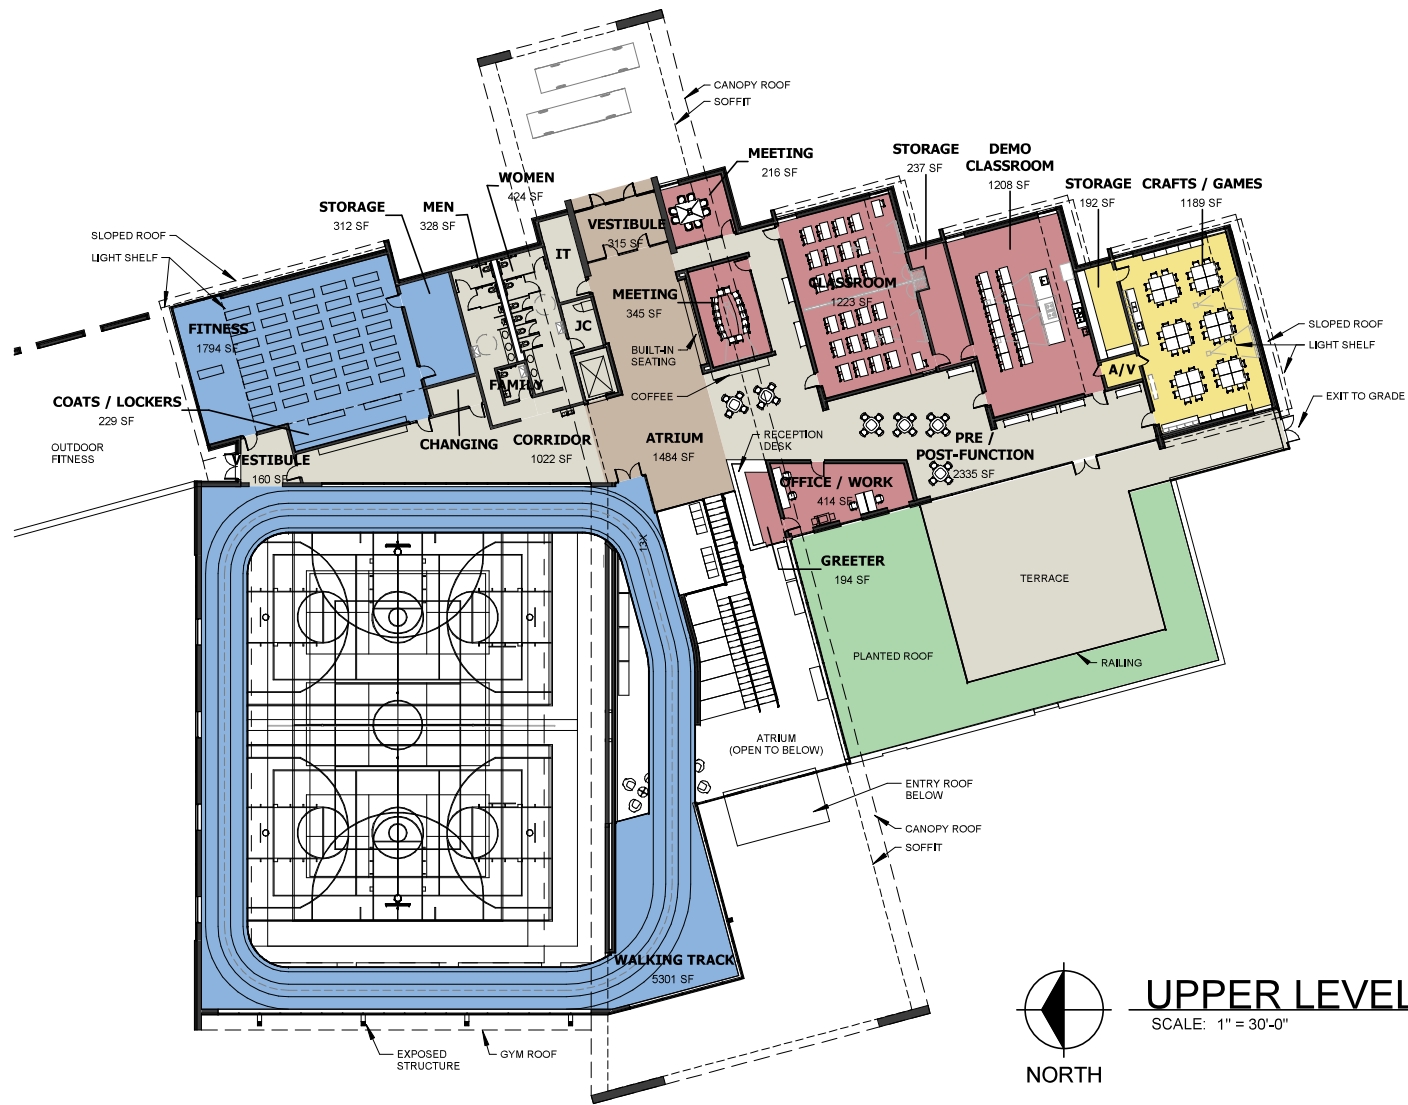 CANOPY ROOF
SOFFIT
MEETING
216 SF
STORAGE
237 SF
DEMO
CLASSROOM
1208 SF
STORAGE
192 SF
CRAFTS / GAMES
1189 SF
WOMEN
424 SF
STORAGE
312 SF
MEN
328 SF
SLOPED ROOF
LIGHT SHELF
VESTIBULE
315 SF
IT
CLASSROOM
1223 SF
MEETING
345 SF
FITNESS
1794 SF
JC
SLOPED ROOF
LIGHT SHELF
BUILT-IN
SEATING
A/V
FAMILY
COFFEE
EXIT TO GRADE
COATS / LOCKERS
229 SF
CHANGING
CORRIDOR
1022 SF
ATRIUM
1484 SF
RECEPTION
DESK
PRE /
POST-FUNCTION
2335 SF
OUTDOOR
FITNESS
VESTIBULE
160 SF
OFFICE / WORK
414 SF
13X
GREETER
194 SF
TERRACE
PLANTED ROOF
RAILING
ATRIUM
(OPEN TO BELOW)
ENTRY ROOF
BELOW
CANOPY ROOF
SOFFIT
WALKING TRACK
5301 SF
EXPOSED
STRUCTURE
GYM ROOF
UPPER LEVEL
SCALE: 1" = 30'-0"
NORTH